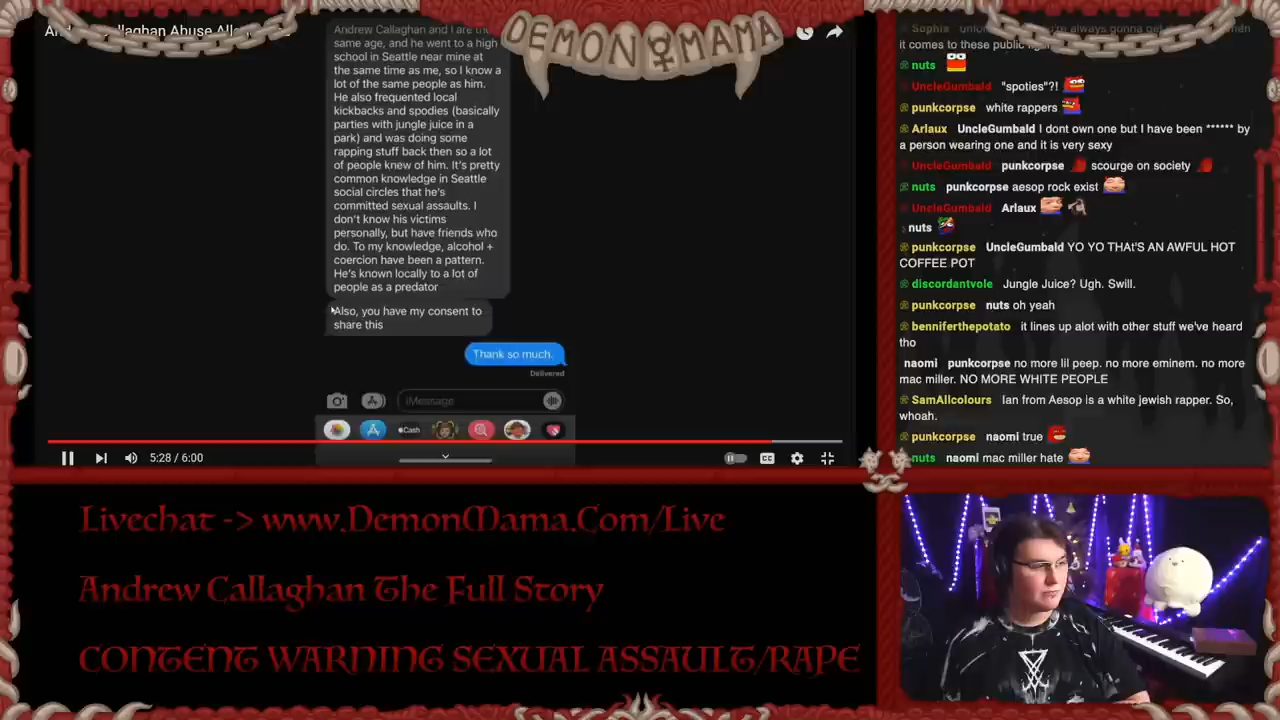 Andrew Callaghan and I are the
same age, and he went to a high
school in Seattle near mine at
the same time as me, so I know a
lot of the same people as him.
He also frequented local
kickbacks and spodies (basically
parties with jungle juice in a
park) and was doing some
rapping stuff back then so a lot
of people knew of him. It's pretty
common knowledge in Seattle
social circles that he's
committed sexual assaults. I
don't know his victims
personally, but have friends who
do. To my knowledge, alcohol +
coercion have been a pattern.
He's known locally to a lot of
people as a predator
Also, you have my consent to
share this
Thank so much.
Delivered
iMessage
Cash
5:28 / 6:00
CC
DEMON MAMA
Sophie always gonna get
it comes to these public
nuts
UncleGumbald "spoties"?!
punkcorpse white rappers
Arlaux UncleGumbald I dont own one but I have been ****** by
a person wearing one and it is very sexy
UncleGumbald punkcorpse scourge on society
nuts punkcorpse aesop rock exist
UncleGumbald Arlaux
nuts
punkcorpse UncleGumbald YO YO THAt'S AN AWFUL HOT
COFFEE POT
discordantvole Jungle Juice? Ugh. Swill.
punkcorpse nuts oh yeah
benniferthepotato it lines up alot with other stuff we've heard
tho
naomi punkcorpse no more lil peep. no more eminem. no more
mac miller. NO MORE WHITE PEOPLE
SamAllcolours Ian from Aesop is a white jewish rapper. So,
whoah.
punkcorpse naomi true
nuts naomi mac miller hate
Livechat -> www.DemonMama.Com/Live
Andrew Callaghan The Full Story
CONTENT WARNING SEXUAL ASSAULT/RAPE